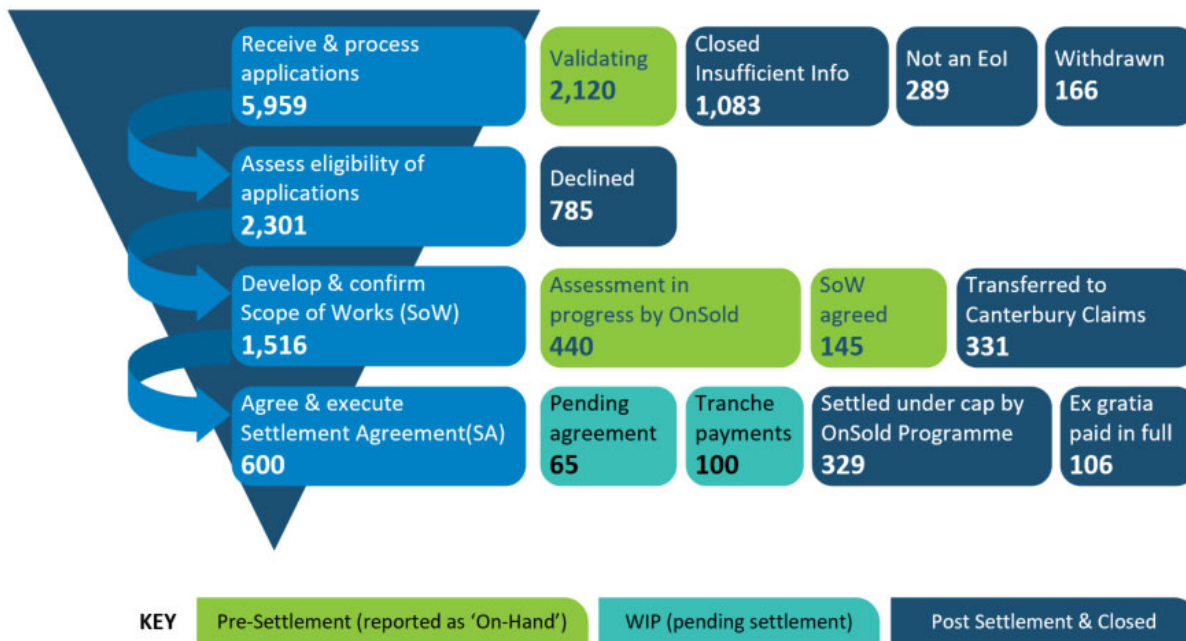 Receive & process
applications
5,959
Validating
2,120
Closed
Insufficient Info
1,083
Not an EoI
289
Withdrawn
166
Assess eligibility of
applications
2,301
Declined
785
Develop & confirm
Scope of Works (SoW)
1,516
Assessment in
progress by OnSold
440
SoW
agreed
145
Transferred to
Canterbury Claims
331
Agree & execute
Settlement Agreement(SA)
600
Pending
agreement
65
Tranche
payments
100
Settled under cap by
OnSold Programme
329
Ex gratia
paid in full
106
KEY
Pre-Settlement (reported as ‘On-Hand’)
WIP (pending settlement)
Post Settlement & Closed